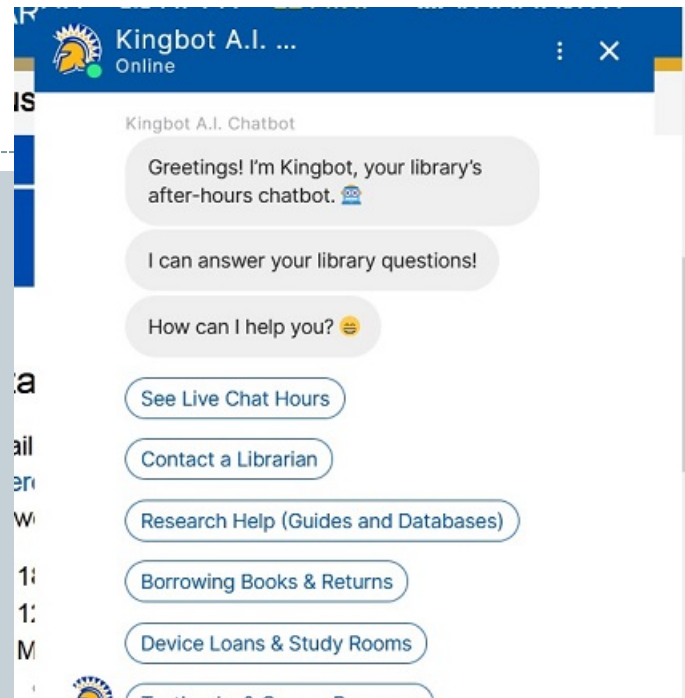 Kingbot A.I. ...
Online
Kingbot A.I. Chatbot
Greetings! I'm Kingbot, your library's
after-hours chatbot.
I can answer your library questions!
How can I help you?
See Live Chat Hours
Contact a Librarian
Research Help (Guides and Databases)
Borrowing Books & Returns
Device Loans & Study Rooms